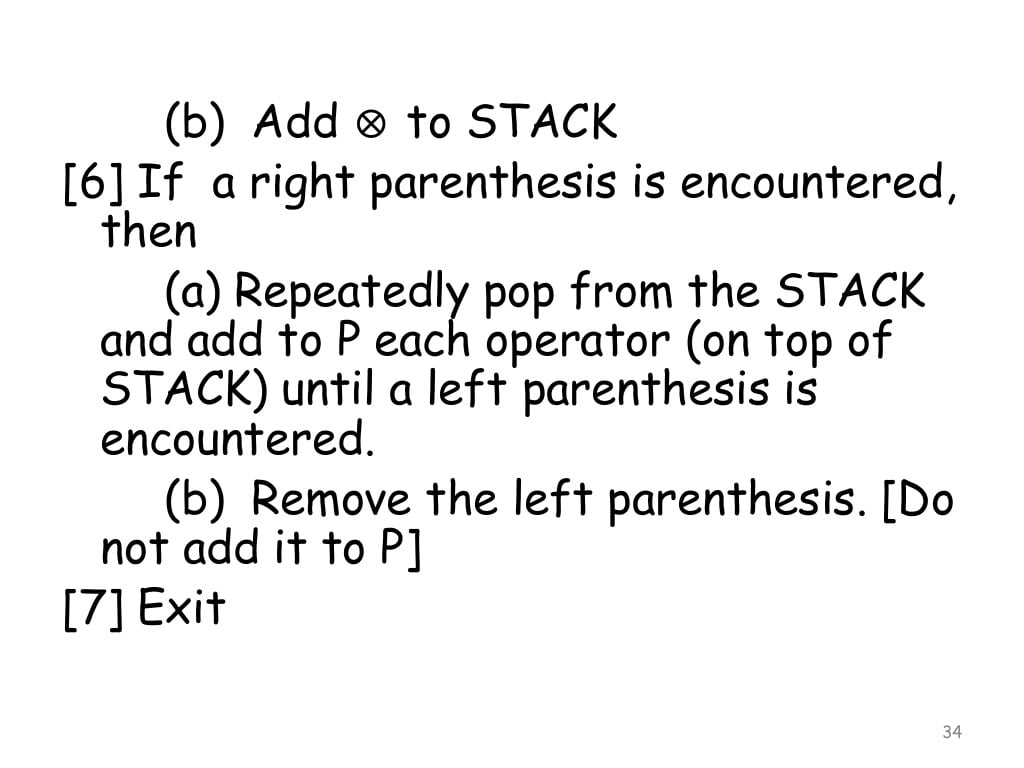 (b) Add ⊗ to STACK
[6] If a right parenthesis is encountered,
then
(a) Repeatedly pop from the STACK
and add to P each operator (on top of
STACK) until a left parenthesis is
encountered.
(b) Remove the left parenthesis. [Do
not add it to P]
[7] Exit
34